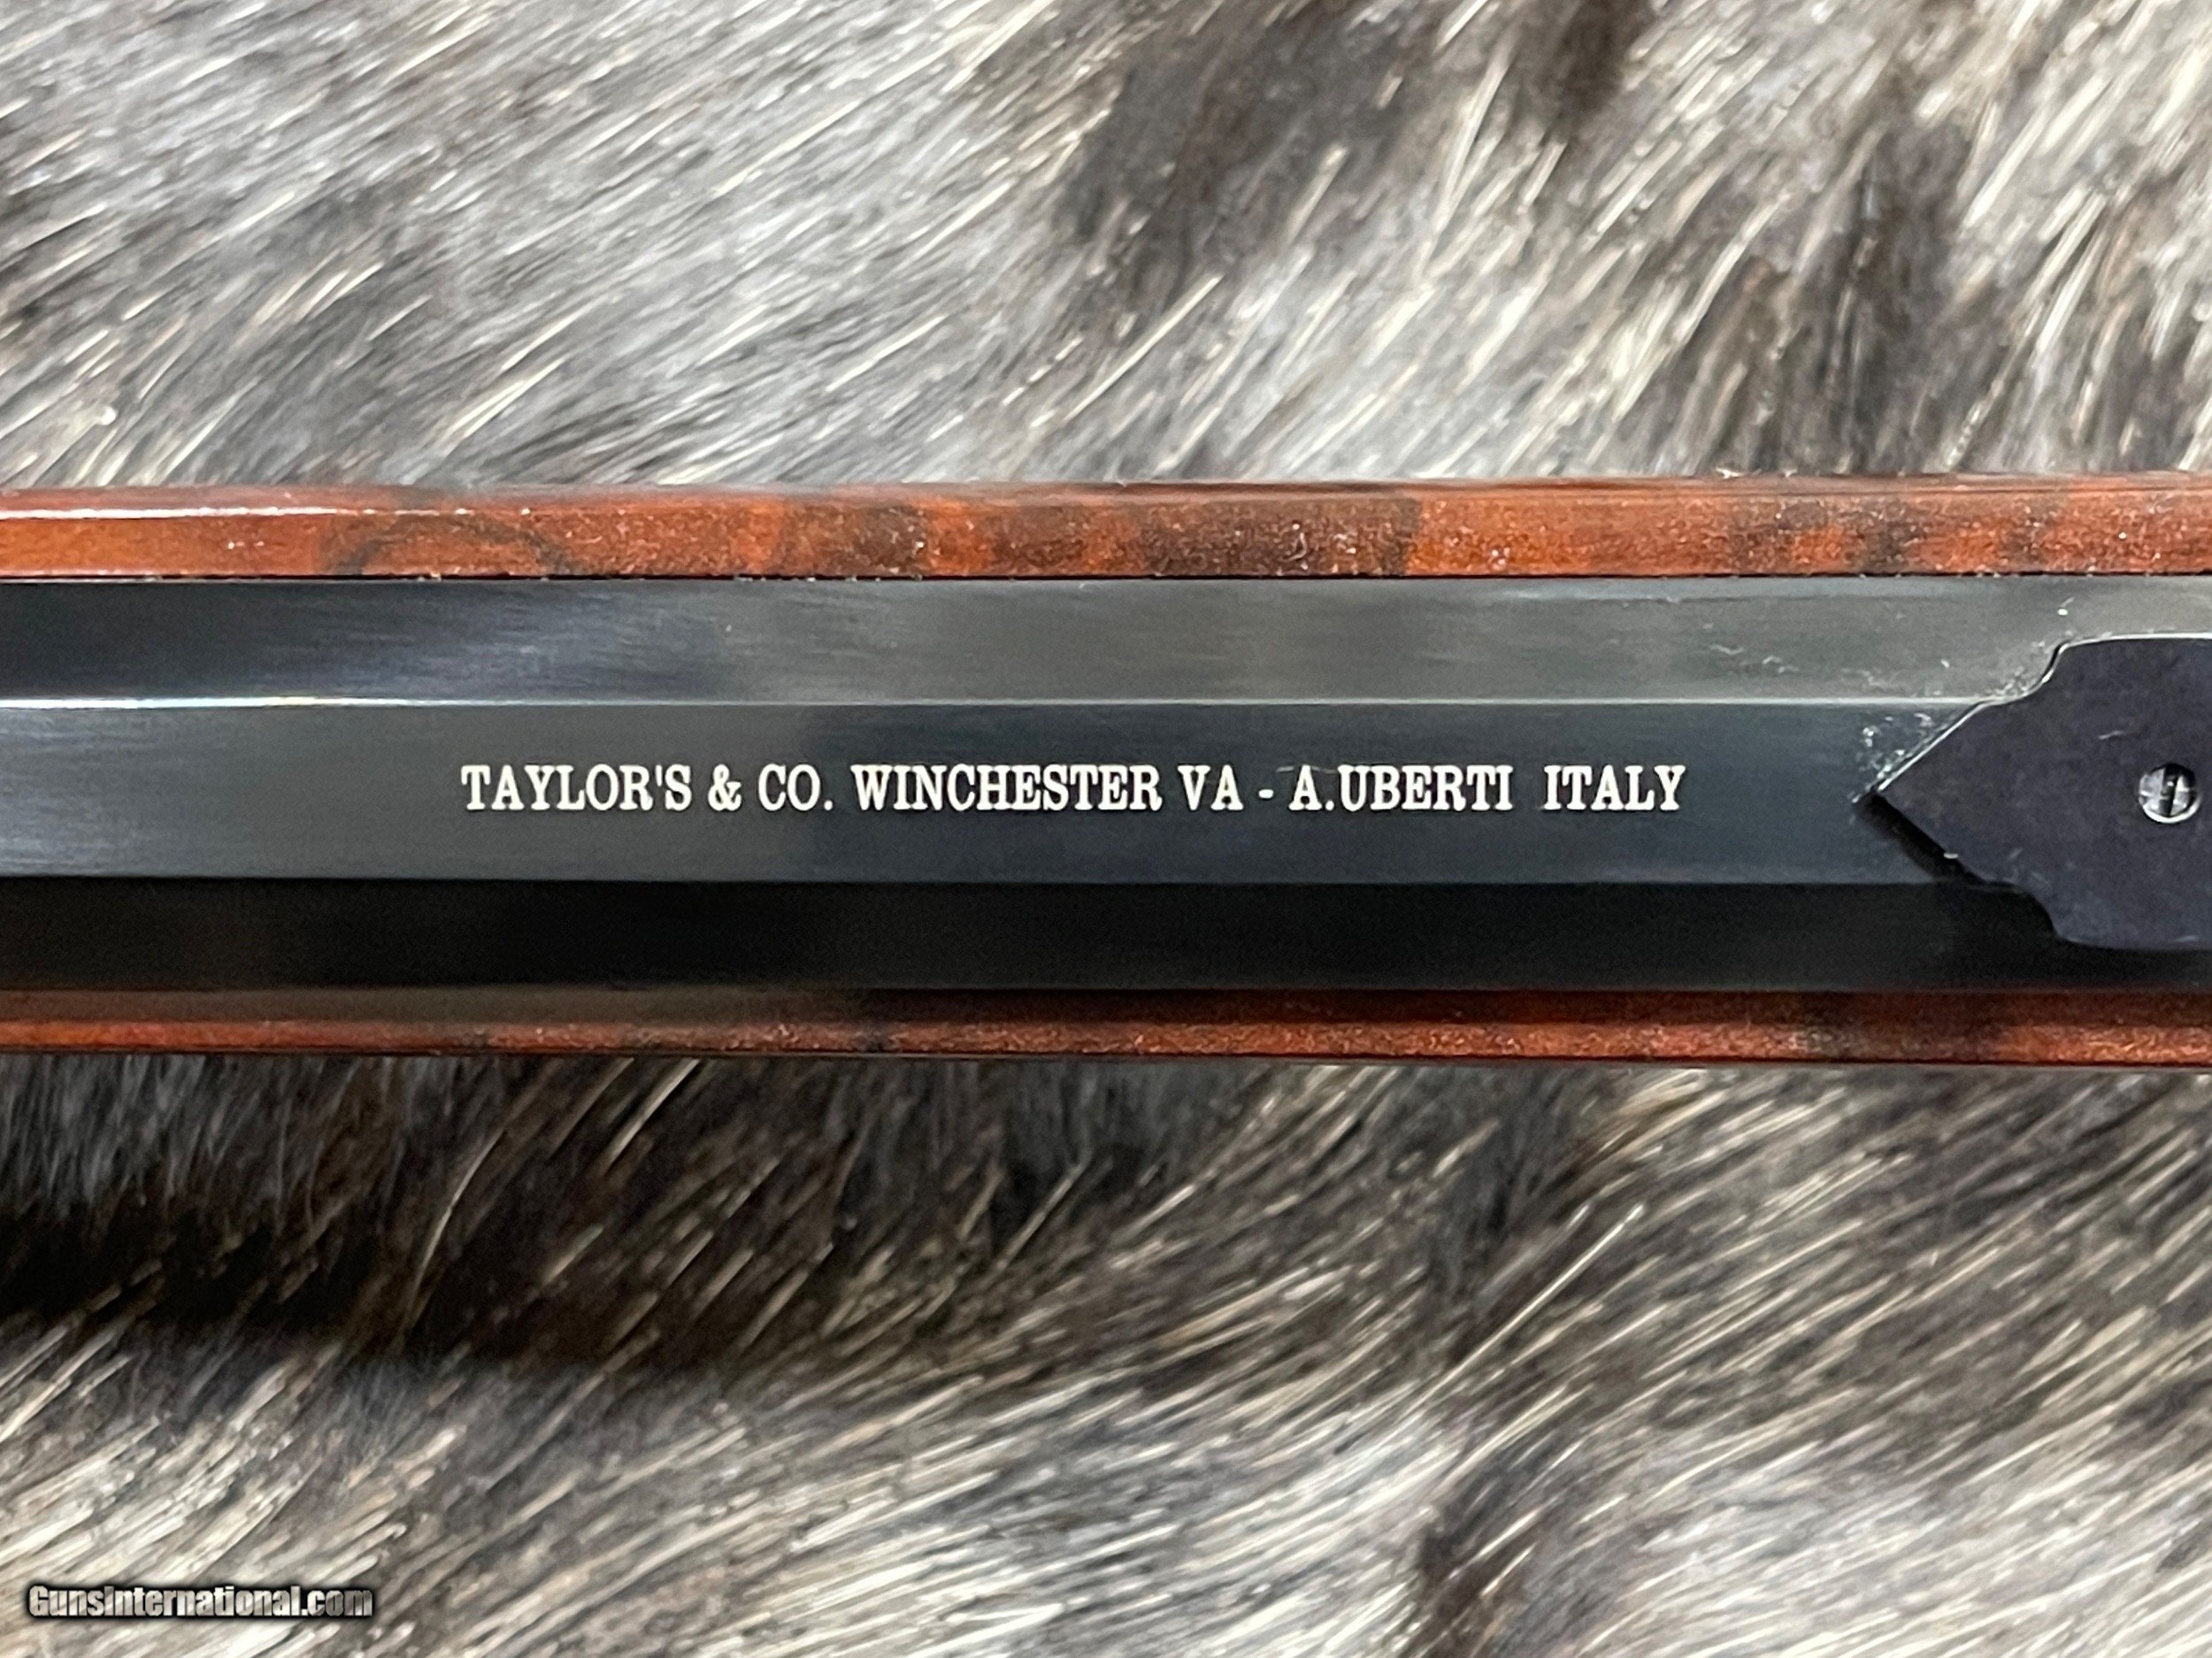 TAYLOR'S & CO. WINCHESTER VA - A.UBERTI ITALY
GunsInternational.com